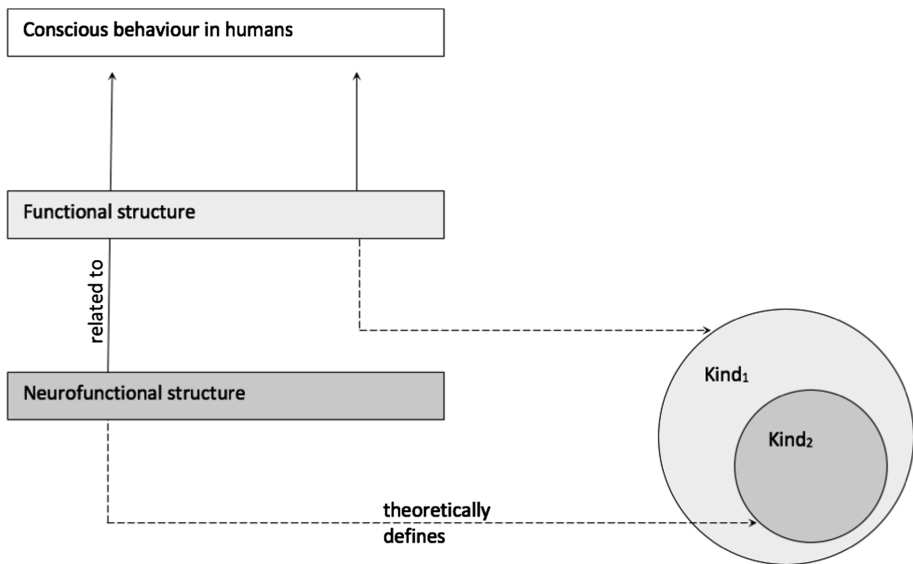 Conscious behaviour in humans
Functional structure
related to
Neurofunctional structure
Kind₁
Kind₂
theoretically
defines